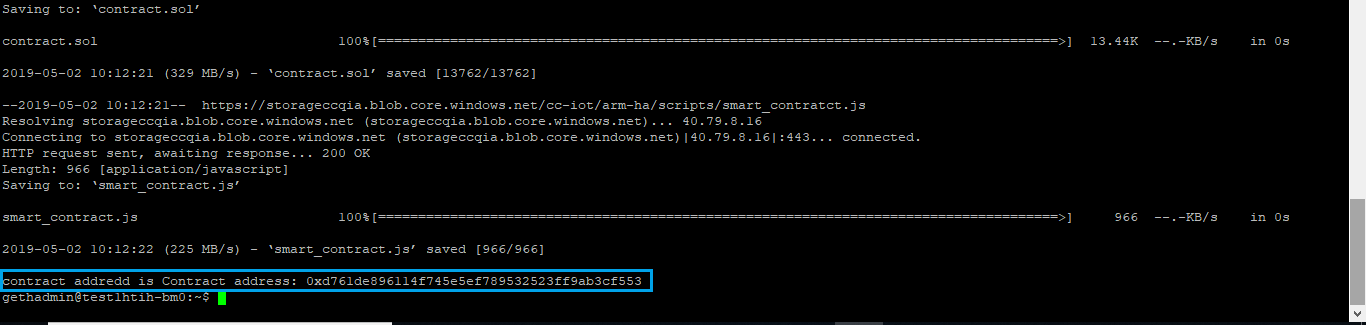 Saving to: ‘contract.sol’
contract.sol 100%[=====================================================================================>] 13.44K --.-KB/s in 0s
2019-05-02 10:12:21 (329 MB/s) - ‘contract.sol’ saved [13762/13762]
--2019-05-02 10:12:21-- https://storageccqia.blob.core.windows.net/cc-iot/arm-ha/scripts/smart_contratct.js
Resolving storageccqia.blob.core.windows.net (storageccqia.blob.core.windows.net)... 40.79.8.16
Connecting to storageccqia.blob.core.windows.net (storageccqia.blob.core.windows.net)|40.79.8.16|:443... connected.
HTTP request sent, awaiting response... 200 OK
Length: 966 [application/javascript]
Saving to: ‘smart_contract.js’
smart_contract.js 100%[=====================================================================================>] 966 --.-KB/s in 0s
2019-05-02 10:12:22 (225 MB/s) - ‘smart_contract.js’ saved [966/966]
contract addredd is Contract address: 0xd761de896114f745e5ef789532523ff9ab3cf553
gethadmin@testlhtih-bm0:~$